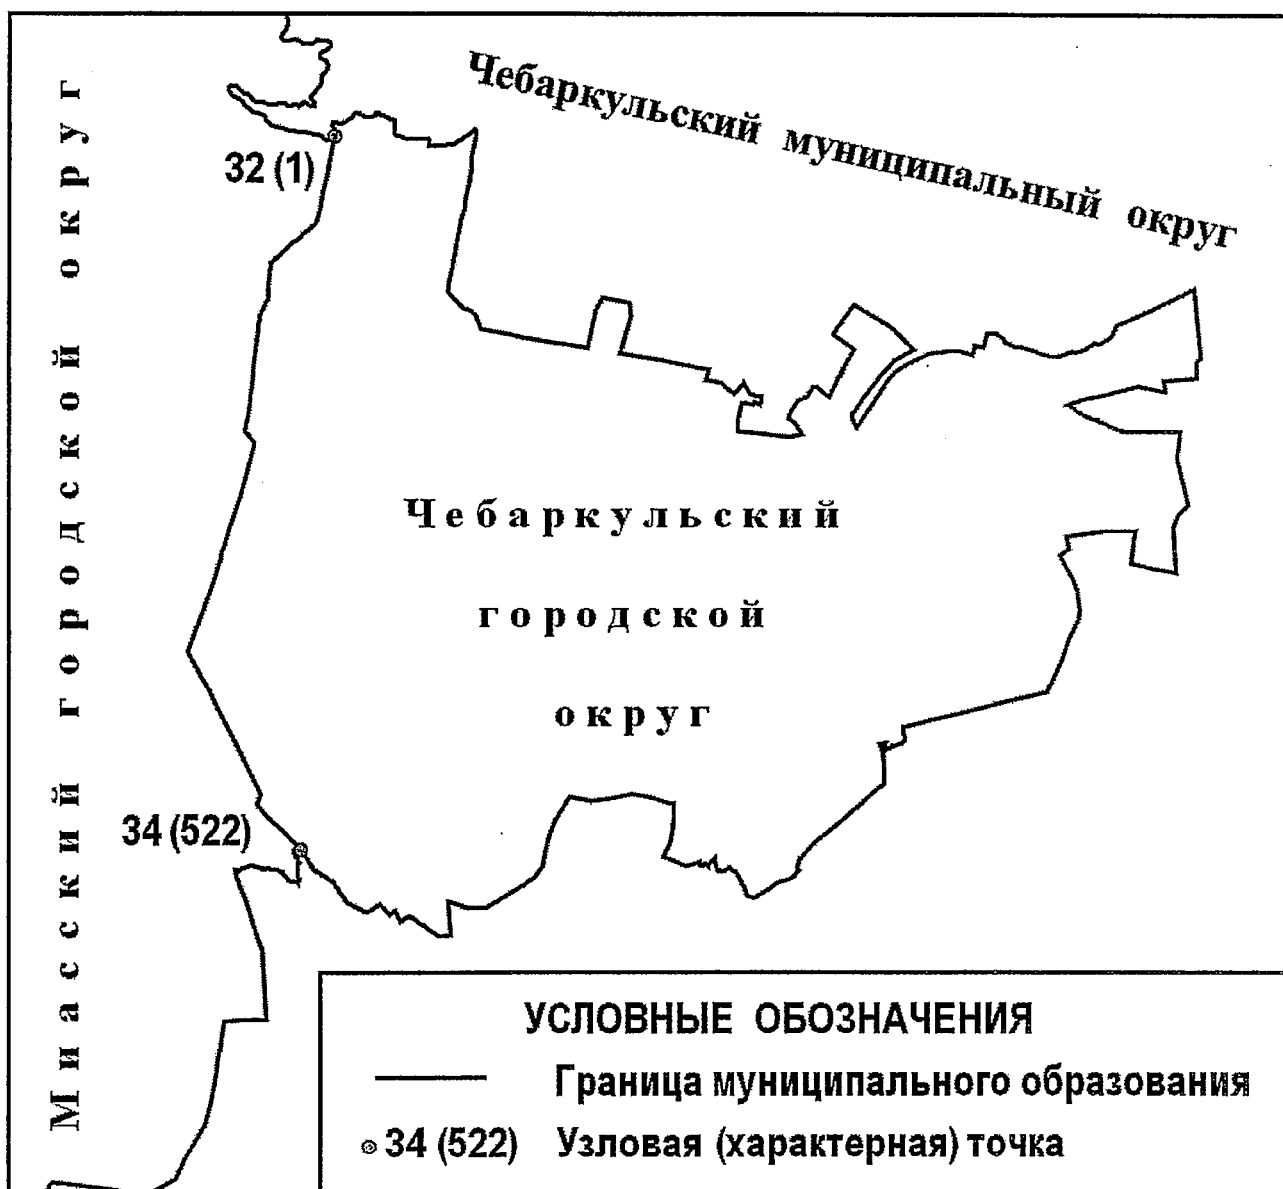 Чебаркульский муниципальный округ
Миасский городской округ
32 (1)
Чебаркульский
городской
округ
34 (522)
УСЛОВНЫЕ ОБОЗНАЧЕНИЯ
Граница муниципального образования
34 (522) Узловая (характерная) точка